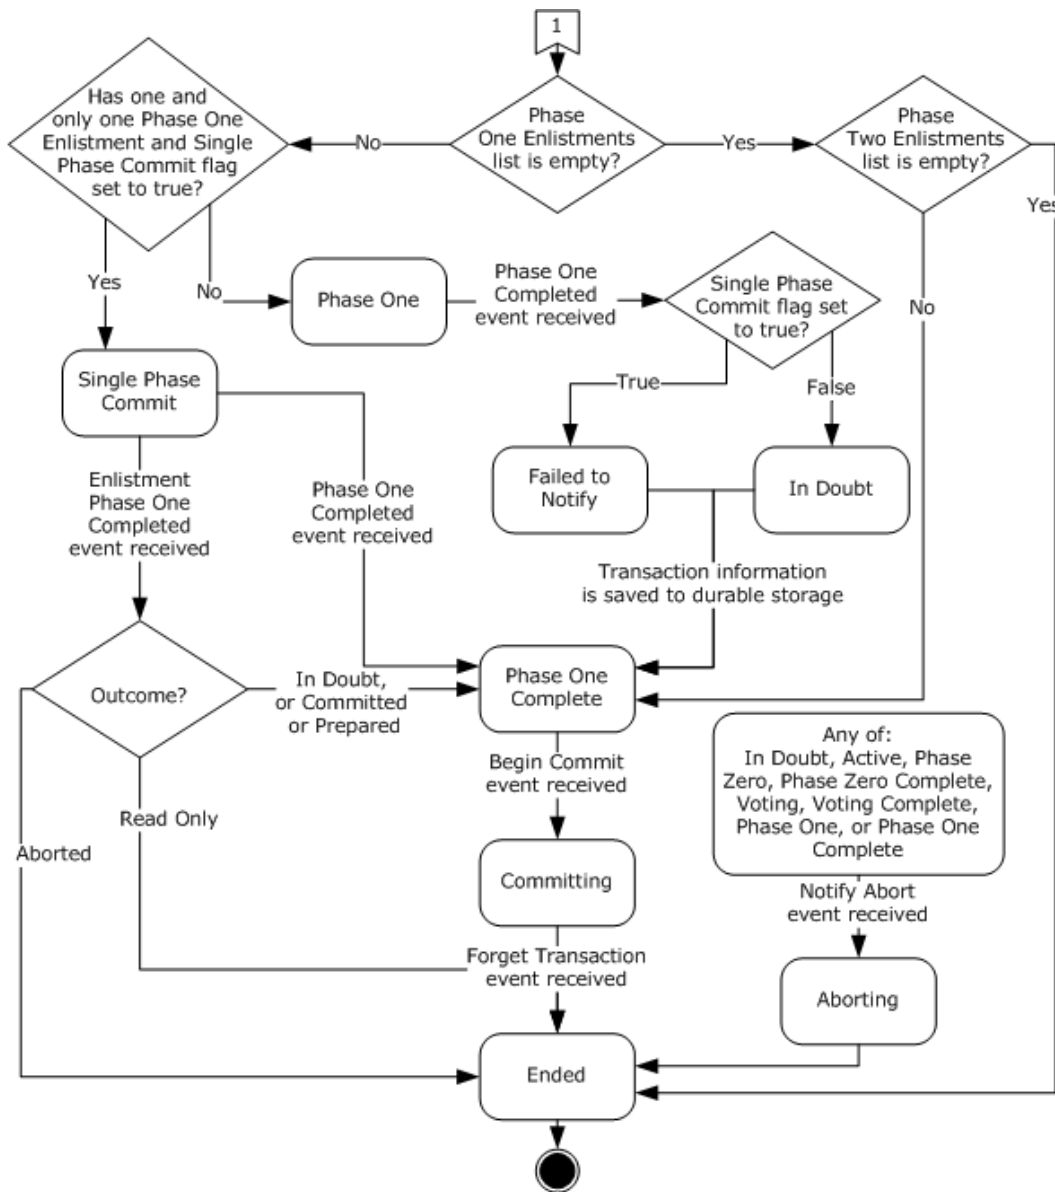 1
Has one and
only one Phase One
Enlistment and Single
Phase Commit flag
set to true?
No
Phase
One Enlistments
list is empty?
Yes
Phase
Two Enlistments
list is empty?
Yes
Yes
No
Phase One
Phase One
Completed
event received
Single Phase
Commit flag set
to true?
No
Single Phase
Commit
True
False
Enlistment
Phase One
Completed
event received
Phase One
Completed
event received
Failed to
Notify
In Doubt
Transaction information
is saved to durable storage
Outcome?
In Doubt,
or Committed
or Prepared
Phase One
Complete
Any of:
In Doubt, Active, Phase
Zero, Phase Zero Complete,
Voting, Voting Complete,
Phase One, or Phase One
Complete
Begin Commit
event received
Read Only
Aborted
Committing
Notify Abort
event received
Forget Transaction
event received
Aborting
Ended